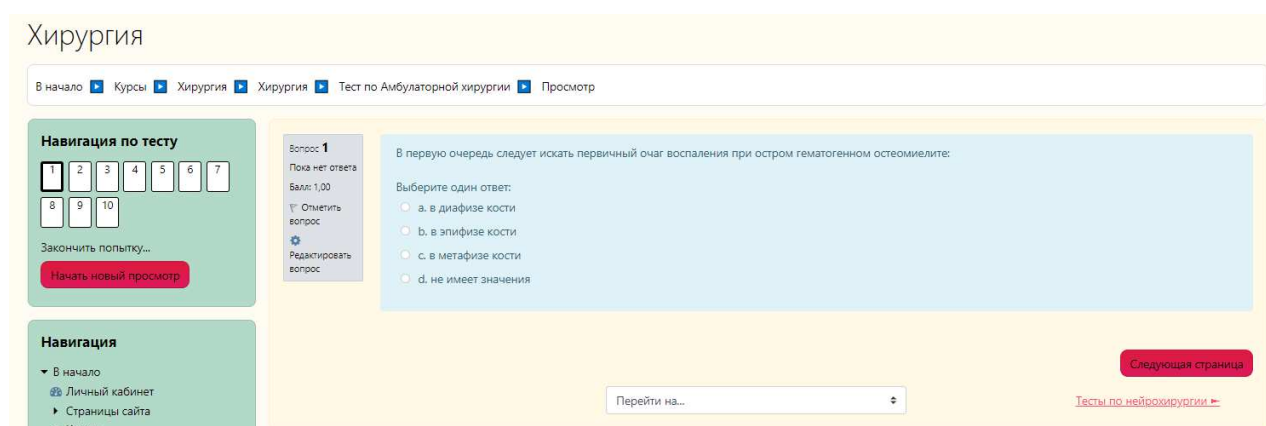 Хирургия
В начало Курсы Хирургия Хирургия Тест по Амбулаторной хирургии Просмотр
Навигация по тесту
1 2 3 4 5 6 7
8 9 10
Закончить попытку...
Начать новый просмотр
Навигация
В начало
Личный кабинет
Страницы сайта
Вопрос 1
Пока нет ответа
Балл: 1,00
Отметить
вопрос
Редактировать
вопрос
В первую очередь следует искать первичный очаг воспаления при остром гематогенном остеомиелите:
Выберите один ответ:
a. в диафизе кости
b. в эпифизе кости
c. в метафизе кости
d. не имеет значения
Следующая страница
Перейти на...
Тесты по нейрохирургии ►